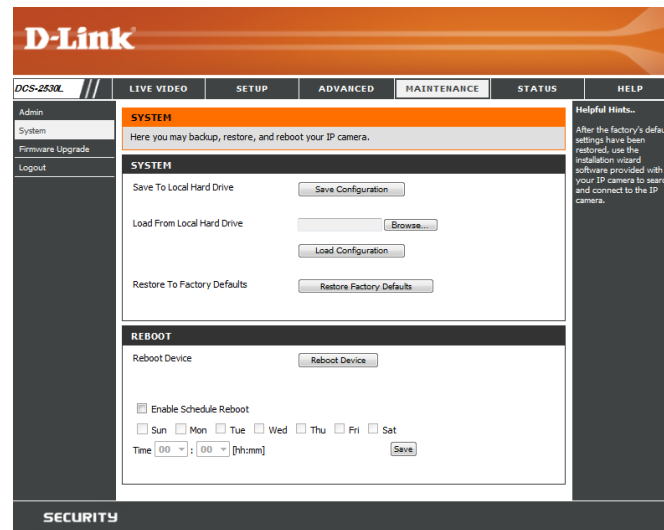 D-Link
DCS-2530L
LIVE VIDEO SETUP ADVANCED MAINTENANCE STATUS HELP
Admin
System
Firmware Upgrade
Logout
SYSTEM
Here you may backup, restore, and reboot your IP camera.
SYSTEM
Save To Local Hard Drive Save Configuration
Load From Local Hard Drive Browse...
Load Configuration
Restore To Factory Defaults Restore Factory Defaults
REBOOT
Reboot Device Reboot Device
Enable Schedule Reboot
Sun Mon Tue Wed Thu Fri Sat
Time 00 : 00 [hh:mm] Save
Helpful Hints..
After the factory's defau
settings have been
restored, use the
installation wizard
software provided with
your IP camera to searc
and connect to the IP
camera.
SECURITY